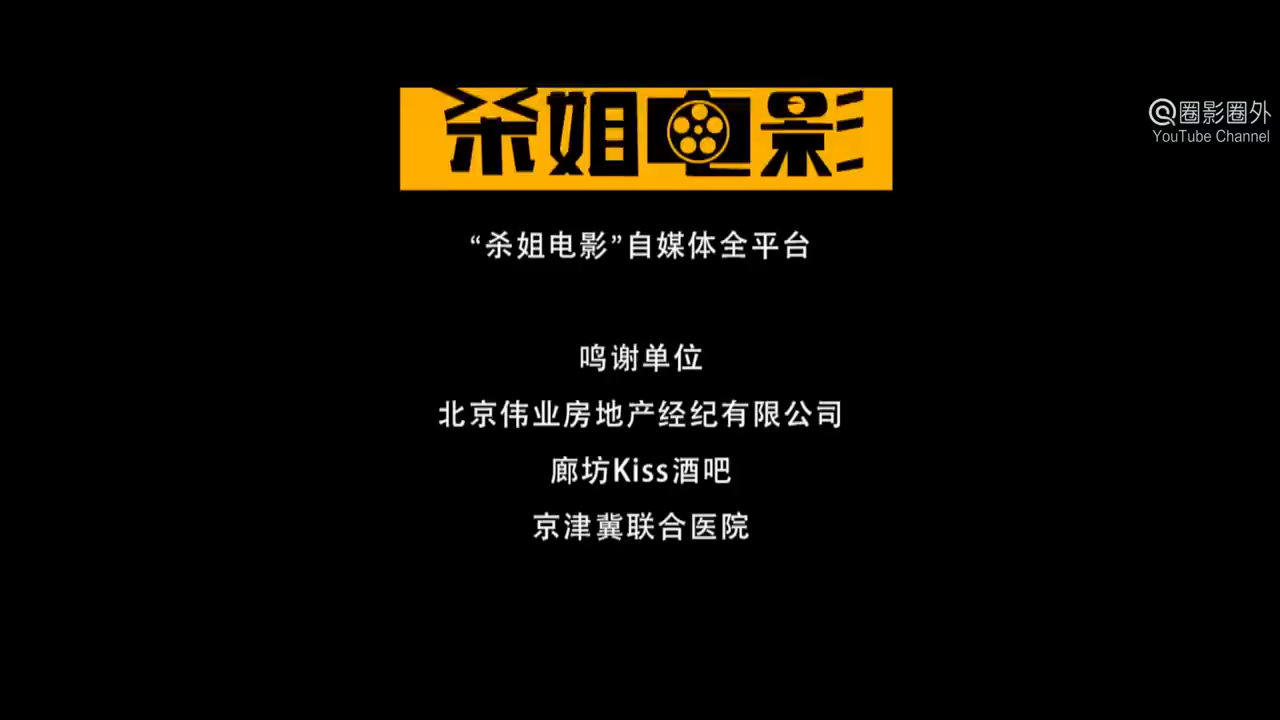 杀姐电影
圈影圈外
YouTube Channel
“杀姐电影”自媒体全平台
鸣谢单位
北京伟业房地产经纪有限公司
廊坊Kiss酒吧
京津冀联合医院